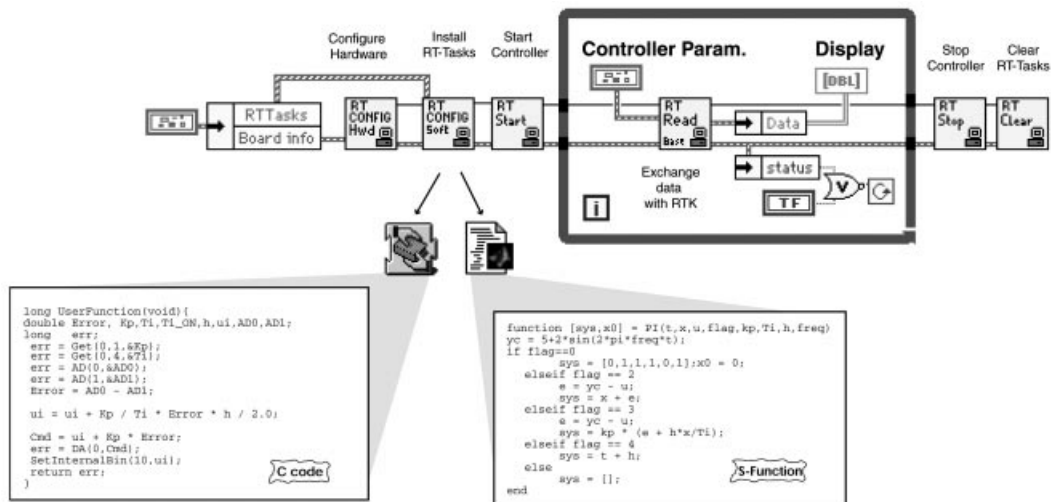 Configure
Hardware
Install
RT-Tasks
Start
Controller
Controller Param.
Display
Stop
Controller
Clear
RT-Tasks
[DBL]
RTTasks
Board info
RT
CONFIG
Hwd
RT
CONFIG
Soft
RT
Start
RT
Read
Base
Data
RT
Stop
RT
Clear
status
Exchange
data
with RTK
i
TF
V
long UserFunction(void){
double Error, Kp,Ti,Ti_ON,h,ui,AD0,AD1;
long err;
err = Get(0,1,&Kp);
err = Get(0,4,&Ti);
err = AD(0,&AD0);
err = AD(1,&AD1);
Error = AD0 - AD1;
ui = ui + Kp / Ti * Error * h / 2.0;
Cmd = ui + Kp * Error;
err = DA(0,Cmd);
SetInternalBin(10,ui);
return err;
}
C code
function [sys,x0] = PI(t,x,u,flag,kp,Ti,h,freq)
yc = 5+2*sin(2*pi*freq*t);
if flag==0
sys = [0,1,1,1,0,1];x0 = 0;
elseif flag == 2
e = yc - u;
sys = x + e;
elseif flag == 3
e = yc - u;
sys = kp * (e + h*x/Ti);
elseif flag == 4
sys = t + h;
else
sys = [];
end
S-Function